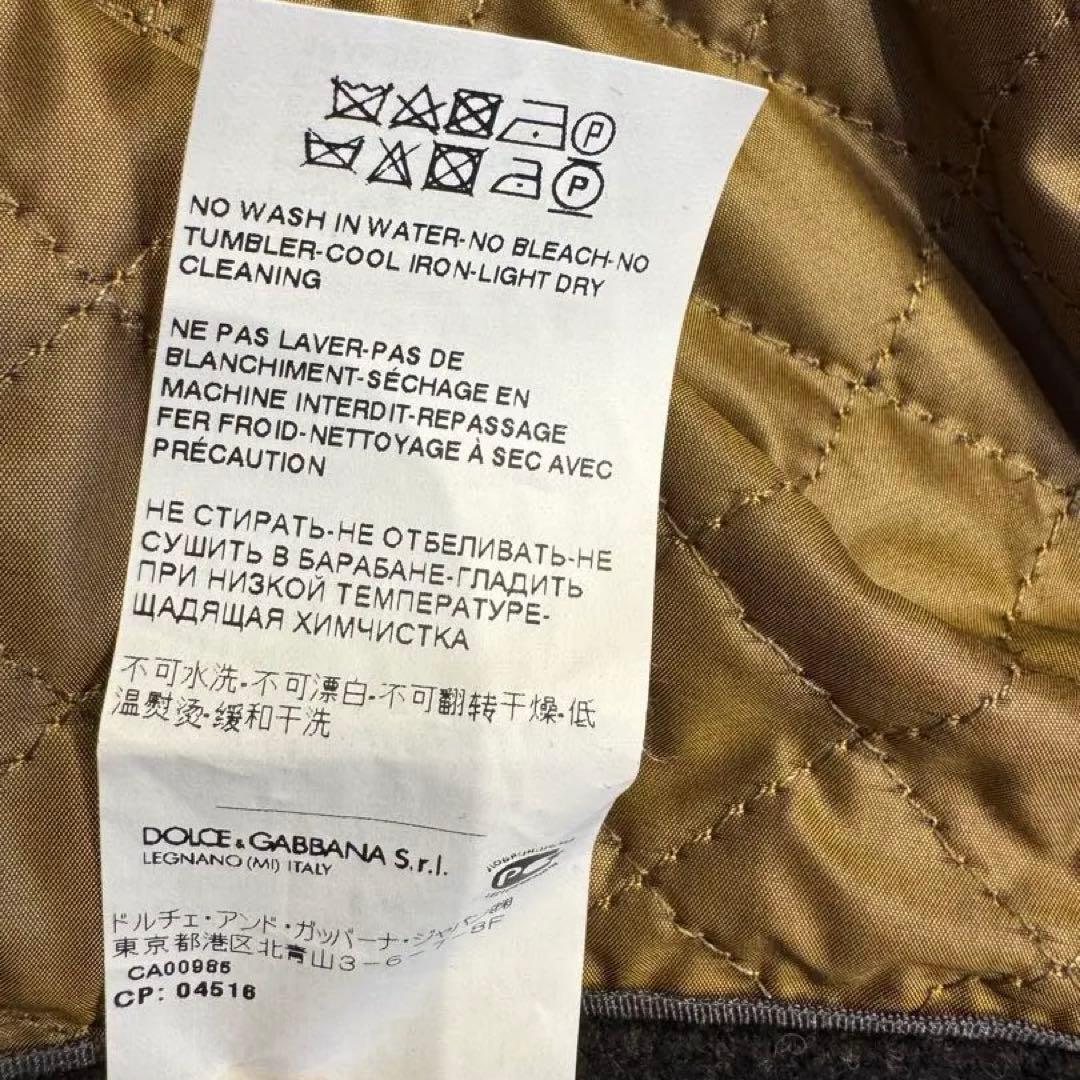 P
P
NO WASH IN WATER-NO BLEACH-NO
TUMBLER-COOL IRON-LIGHT DRY
CLEANING
NE PAS LAVER-PAS DE
BLANCHIMENT-SÉCHAGE EN
MACHINE INTERDIT-REPASSAGE
FER FROID-NETTOYAGE À SEC AVEC
PRÉCAUTION
НЕ СТИРАТЬ-НЕ ОТБЕЛИВАТЬ-НЕ
СУШИТЬ В БАРАБАНЕ-ГЛАДИТЬ
ПРИ НИЗКОЙ ТЕМПЕРАТУРЕ-
ЩАДЯЩАЯ ХИМЧИСТКА
不可水洗-不可漂白-不可翻转干燥-低
温熨烫-缓和干洗
DOLCE & GABBANA S.r.l.
LEGNANO (MI) ITALY
ドルチェ・アンド・ガッバーナ・ジャパン㈱
東京都港区北青山3-6-7-8F
CA00985
CP: 04516